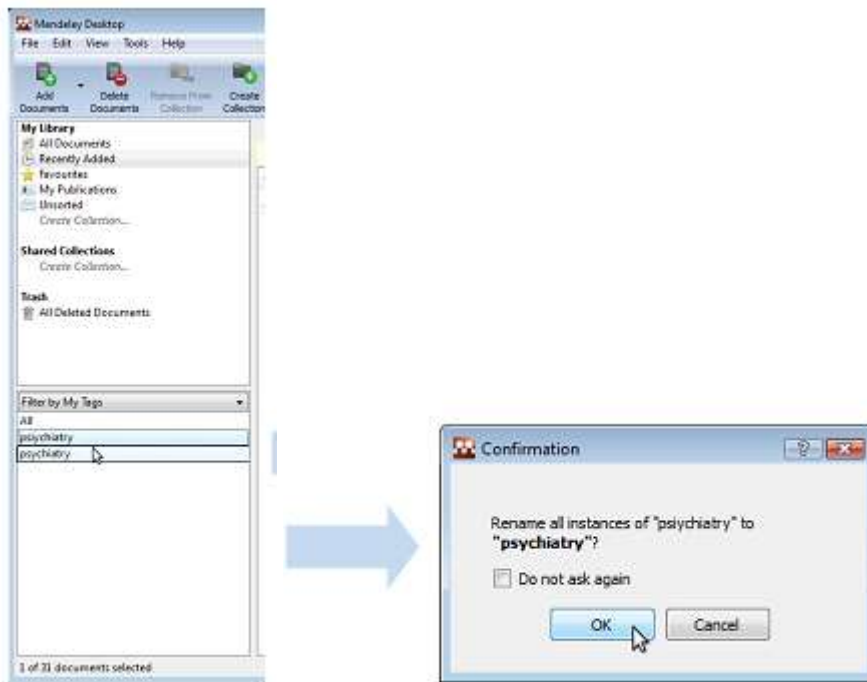 Mendeley Desktop
File Edit View Tools Help
Add Documents
Delete Documents
Remove From Collection
Create Collection
My Library
All Documents
Recently Added
Favourites
My Publications
Unsorted
Create Collection...
Shared Collections
Create Collection...
Trash
All Deleted Documents
Filter by My Tags
All
psiychiatry
psychiatry
1 of 31 documents selected
Confirmation
Rename all instances of "psiychiatry" to
"psychiatry"?
Do not ask again
OK Cancel